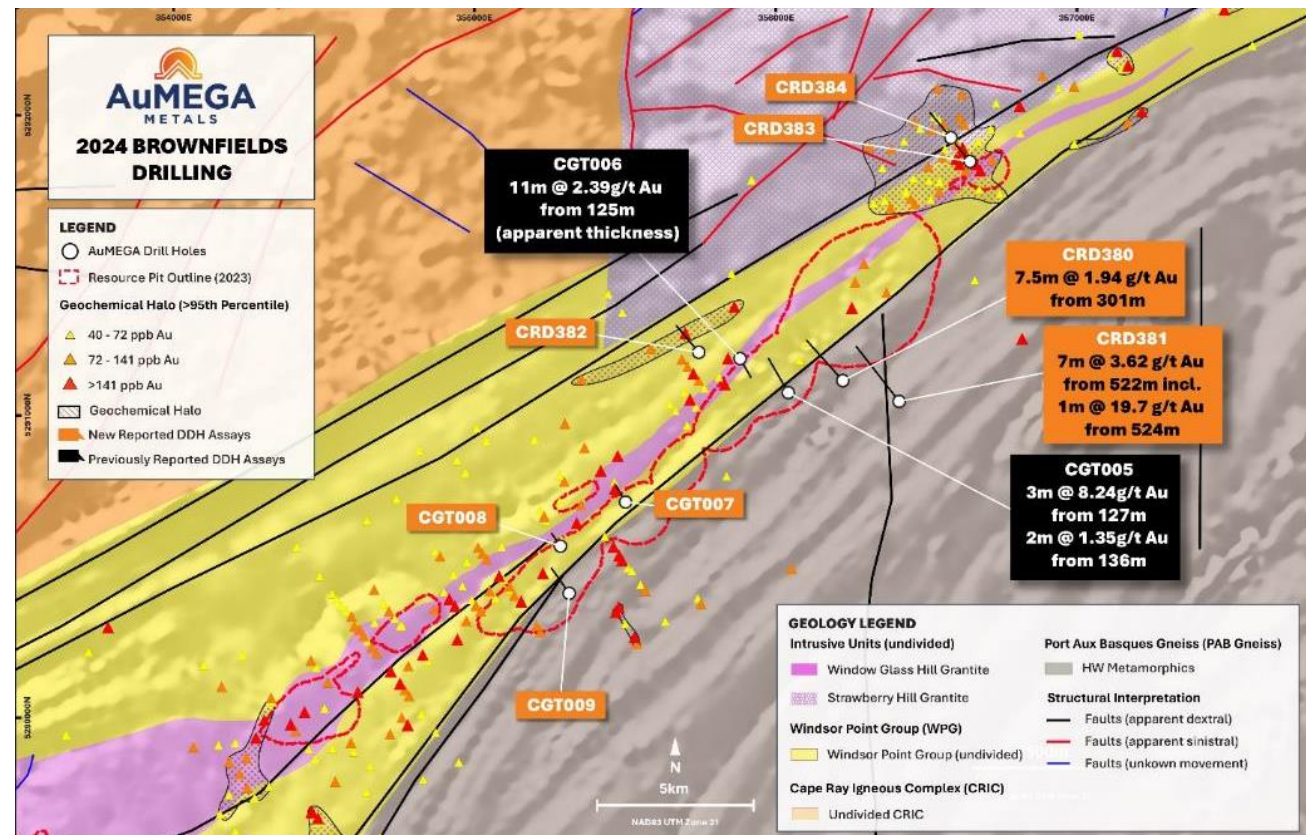 354000E
355000E
356000E
357000E
5292000N
5291000N
5290000N
AuMEGA
METALS
2024 BROWNFIELDS
DRILLING
LEGEND
AuMEGA Drill Holes
Resource Pit Outline (2023)
Geochemical Halo (>95th Percentile)
40 - 72 ppb Au
72 - 141 ppb Au
>141 ppb Au
Geochemical Halo
New Reported DDH Assays
Previously Reported DDH Assays
CRD384
CRD383
CGT006
11m @ 2.39g/t Au
from 125m
(apparent thickness)
CRD382
CRD380
7.5m @ 1.94 g/t Au
from 301m
CRD381
7m @ 3.62 g/t Au
from 522m incl.
1m @ 19.7 g/t Au
from 524m
CGT005
3m @ 8.24g/t Au
from 127m
2m @ 1.35g/t Au
from 136m
CGT008
CGT007
CGT009
N
5km
NAD83 UTM Zone 21
GEOLOGY LEGEND
Intrusive Units (undivided)
Window Glass Hill Grantite
Strawberry Hill Grantite
Windsor Point Group (WPG)
Windsor Point Group (undivided)
Cape Ray Igneous Complex (CRIC)
Undivided CRIC
Port Aux Basques Gneiss (PAB Gneiss)
HW Metamorphics
Structural Interpretation
Faults (apparent dextral)
Faults (apparent sinistral)
Faults (unkown movement)